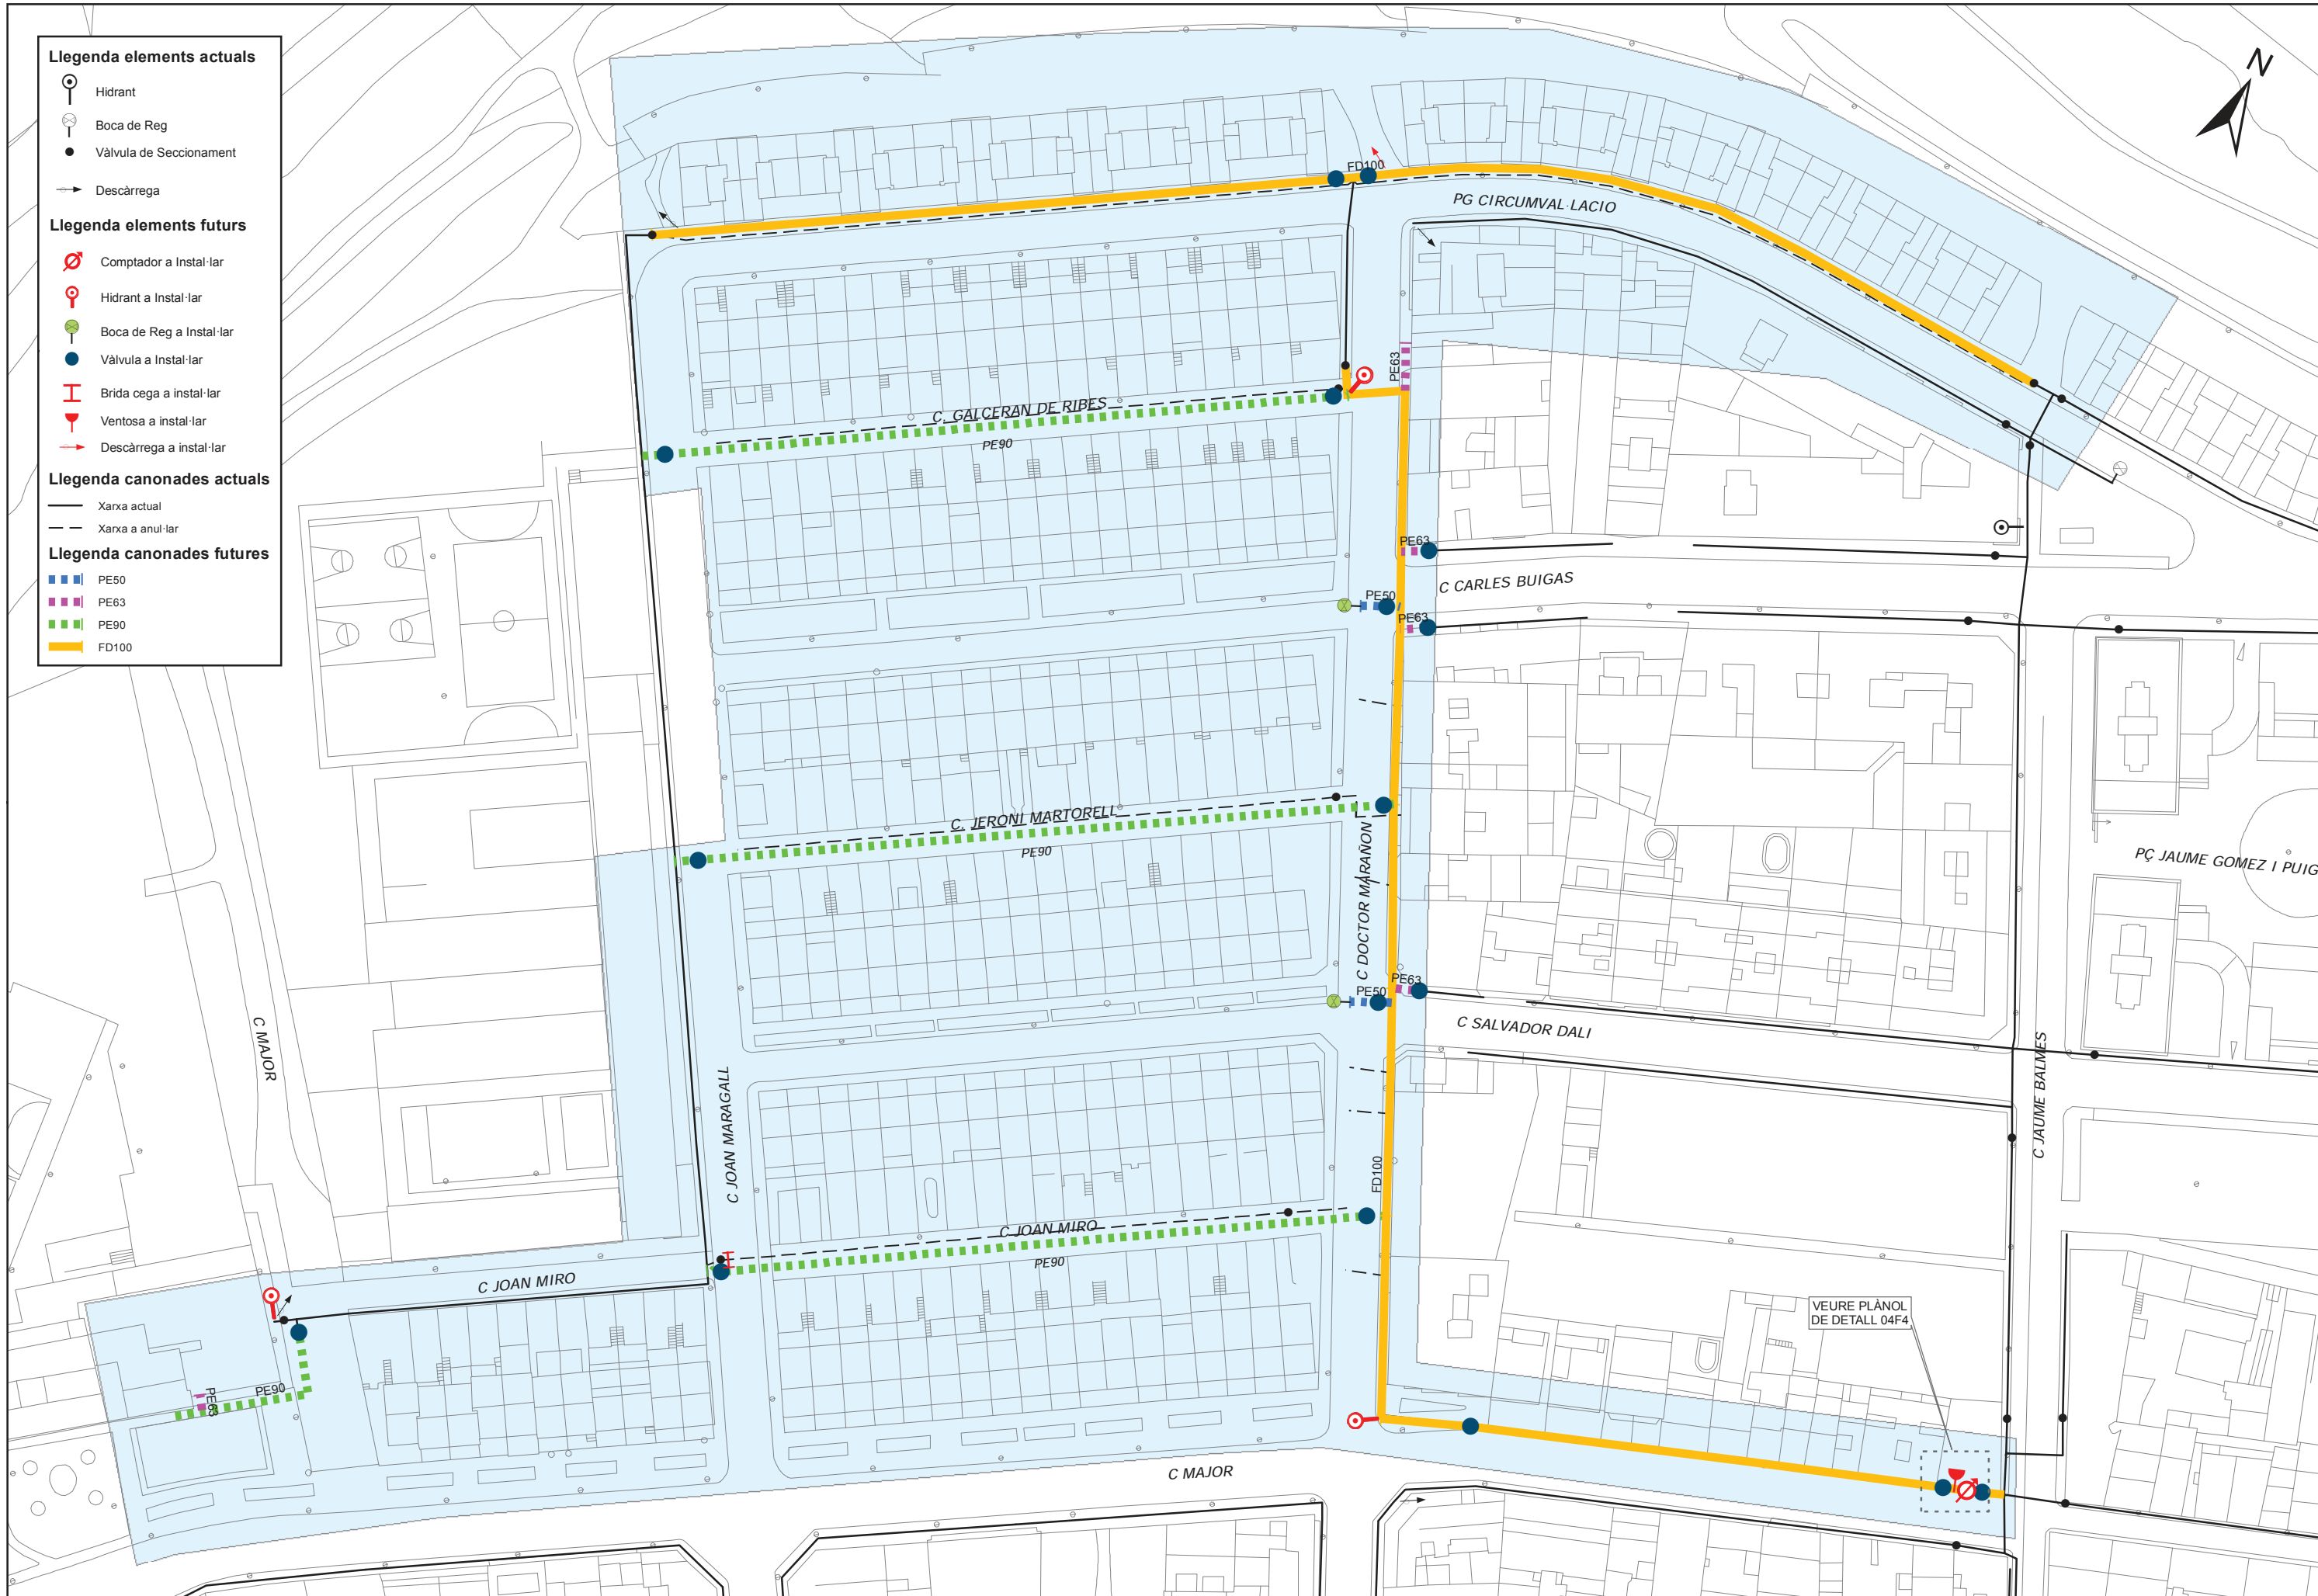 Llegenda elements actuals
Hidrant
Boca de Reg
Vàlvula de Seccionament
Descàrrega
Llegenda elements futurs
Comptador a Instal·lar
Hidrant a Instal·lar
Boca de Reg a Instal·lar
Vàlvula a Instal·lar
Brida cega a instal·lar
Ventosa a instal·lar
Descàrrega a instal·lar
Llegenda canonades actuals
Xarxa actual
Xarxa a anul·lar
Llegenda canonades futures
PE50
PE63
PE90
FD100
N
FD100
PG CIRCUMVAL·LACIO
PE63
C. GALCERAN DE RIBES
PE90
PE63
C CARLES BUIGAS
PE50
PE63
C. JERONI MARTORELL
PE90
C DOCTOR MARAÑON
PÇ JAUME GOMEZ I PUIG
PE63
PE50
C SALVADOR DALI
C MAJOR
C JOAN MARAGALL
C JAUME BALMES
FD100
C JOAN MIRO
PE90
C JOAN MIRO
VEURE PLÀNOL
DE DETALL 04F4
PE90
PE63
C MAJOR